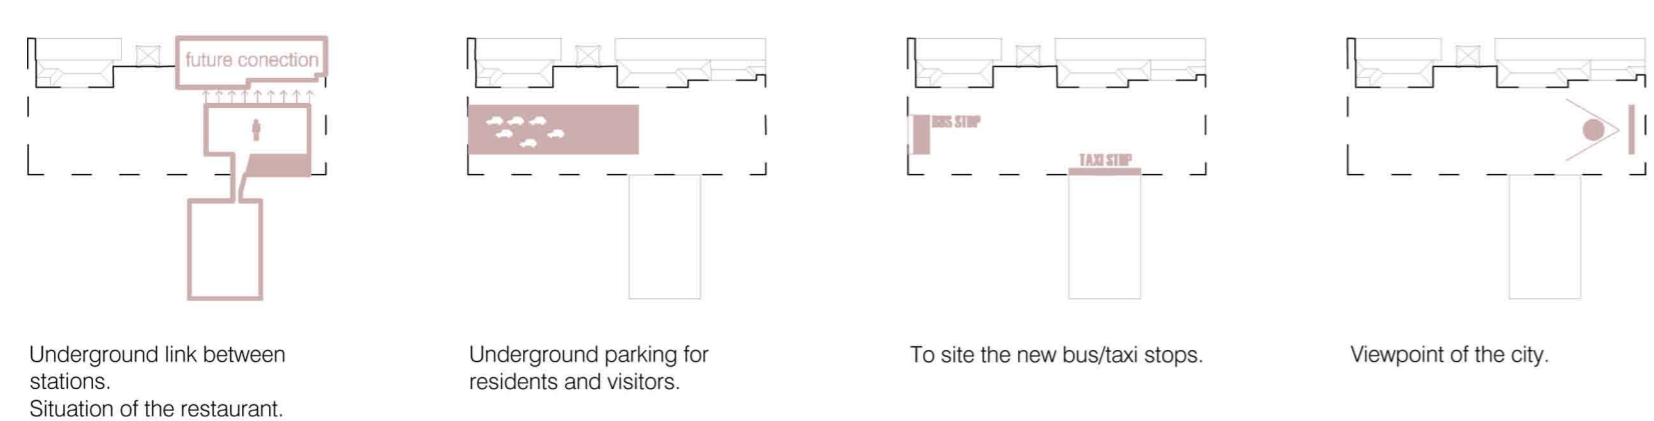 future conection
BUS STOP
TAXI STOP
Underground link between
stations.
Situation of the restaurant.
Underground parking for
residents and visitors.
To site the new bus/taxi stops.
Viewpoint of the city.